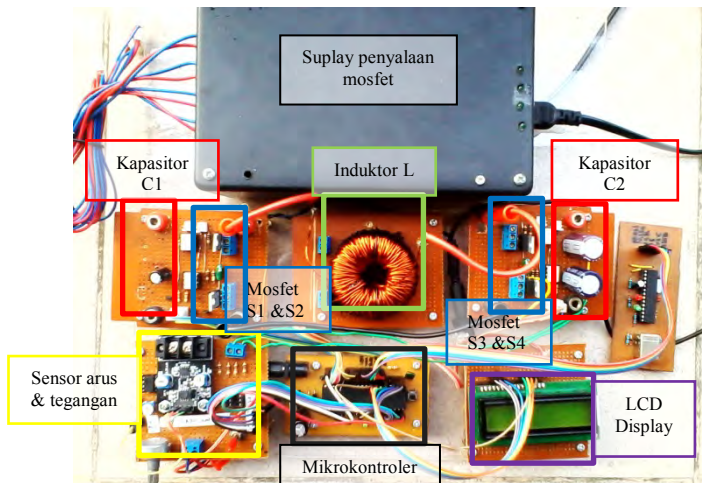 Suplay penyalaan
mosfet
Kapasitor
C1
Induktor L
Kapasitor
C2
Mosfet
S1 &S2
Mosfet
S3 &S4
Sensor arus
& tegangan
Mikrokontroler
LCD
Display